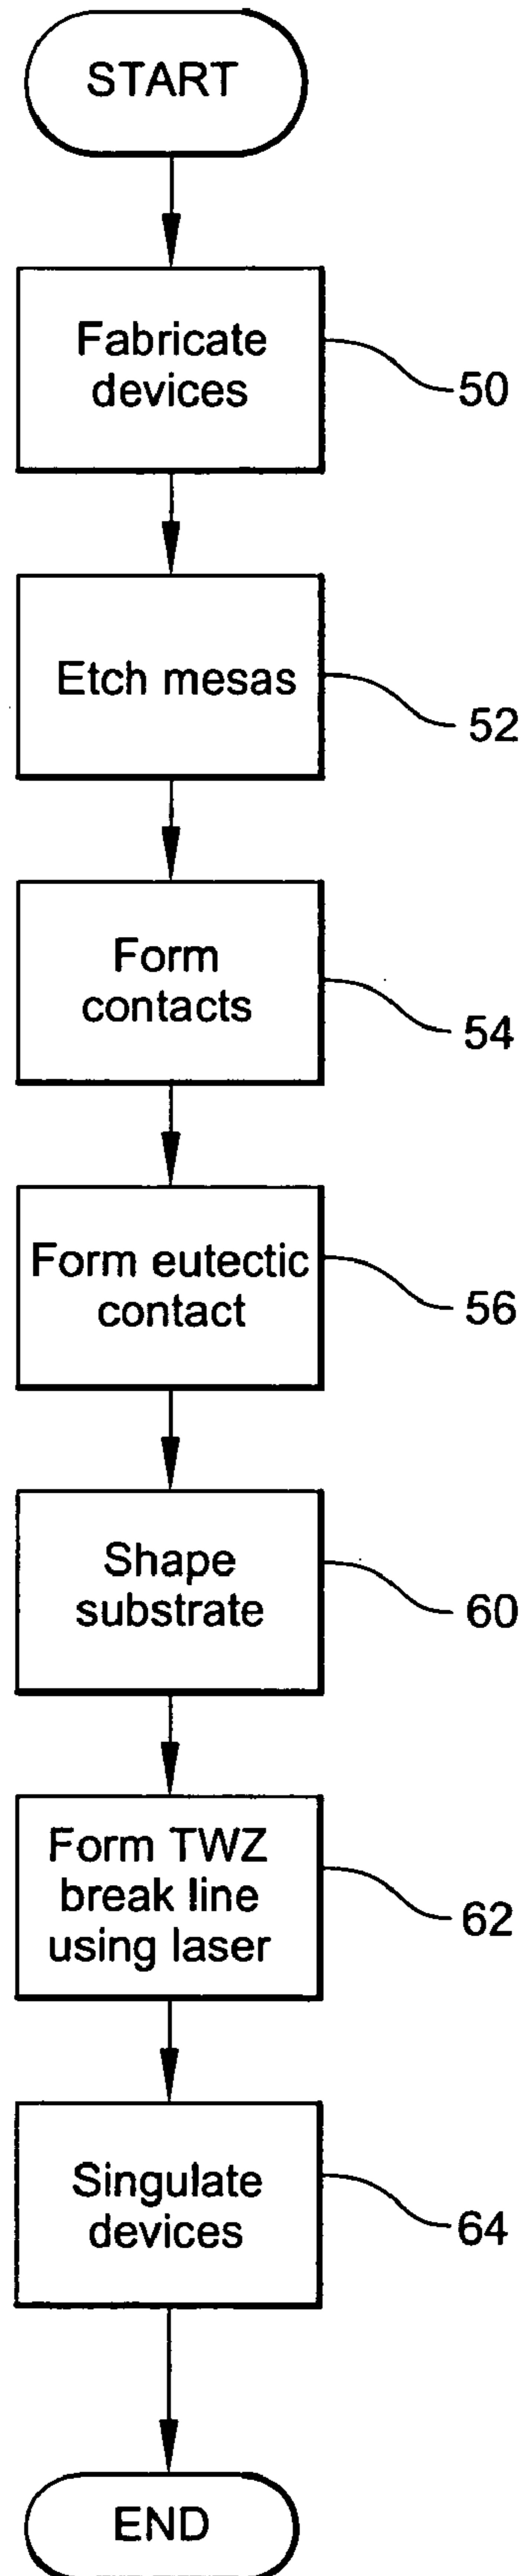 START
Fabricate
devices
50
Etch mesas
52
Form
contacts
54
Form eutectic
contact
56
Shape
substrate
60
Form TWZ
break line
using laser
62
Singulate
devices
64
END